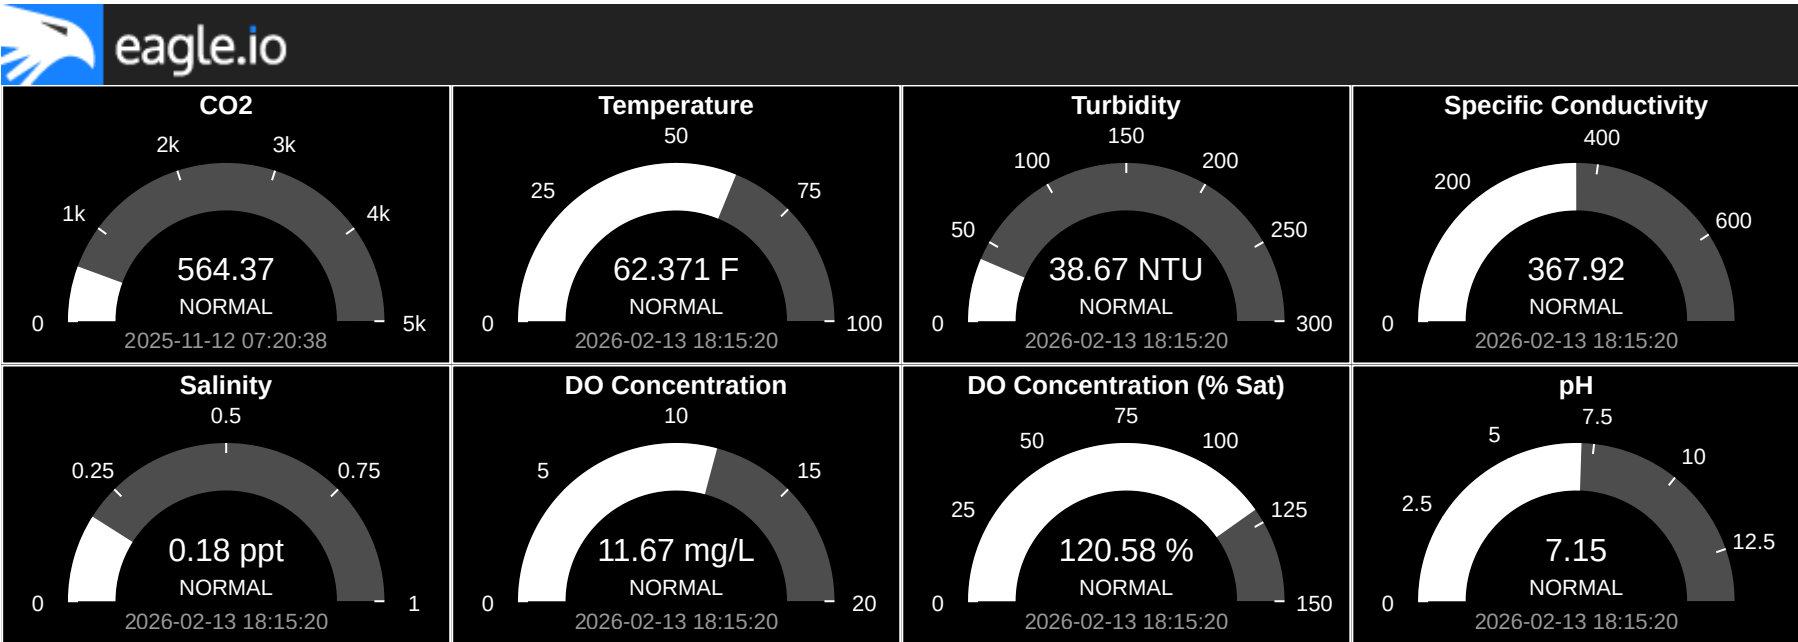 eagle.io
CO2
0
1k
2k
3k
4k
5k
564.37
NORMAL
2025-11-12 07:20:38
Temperature
0
25
50
75
100
62.371 F
NORMAL
2026-02-13 18:15:20
Turbidity
0
50
100
150
200
250
300
38.67 NTU
NORMAL
2026-02-13 18:15:20
Specific Conductivity
0
200
400
600
367.92
NORMAL
2026-02-13 18:15:20
Salinity
0
0.25
0.5
0.75
1
0.18 ppt
NORMAL
2026-02-13 18:15:20
DO Concentration
0
5
10
15
20
11.67 mg/L
NORMAL
2026-02-13 18:15:20
DO Concentration (% Sat)
0
25
50
75
100
125
150
120.58 %
NORMAL
2026-02-13 18:15:20
pH
0
2.5
5
7.5
10
12.5
7.15
NORMAL
2026-02-13 18:15:20